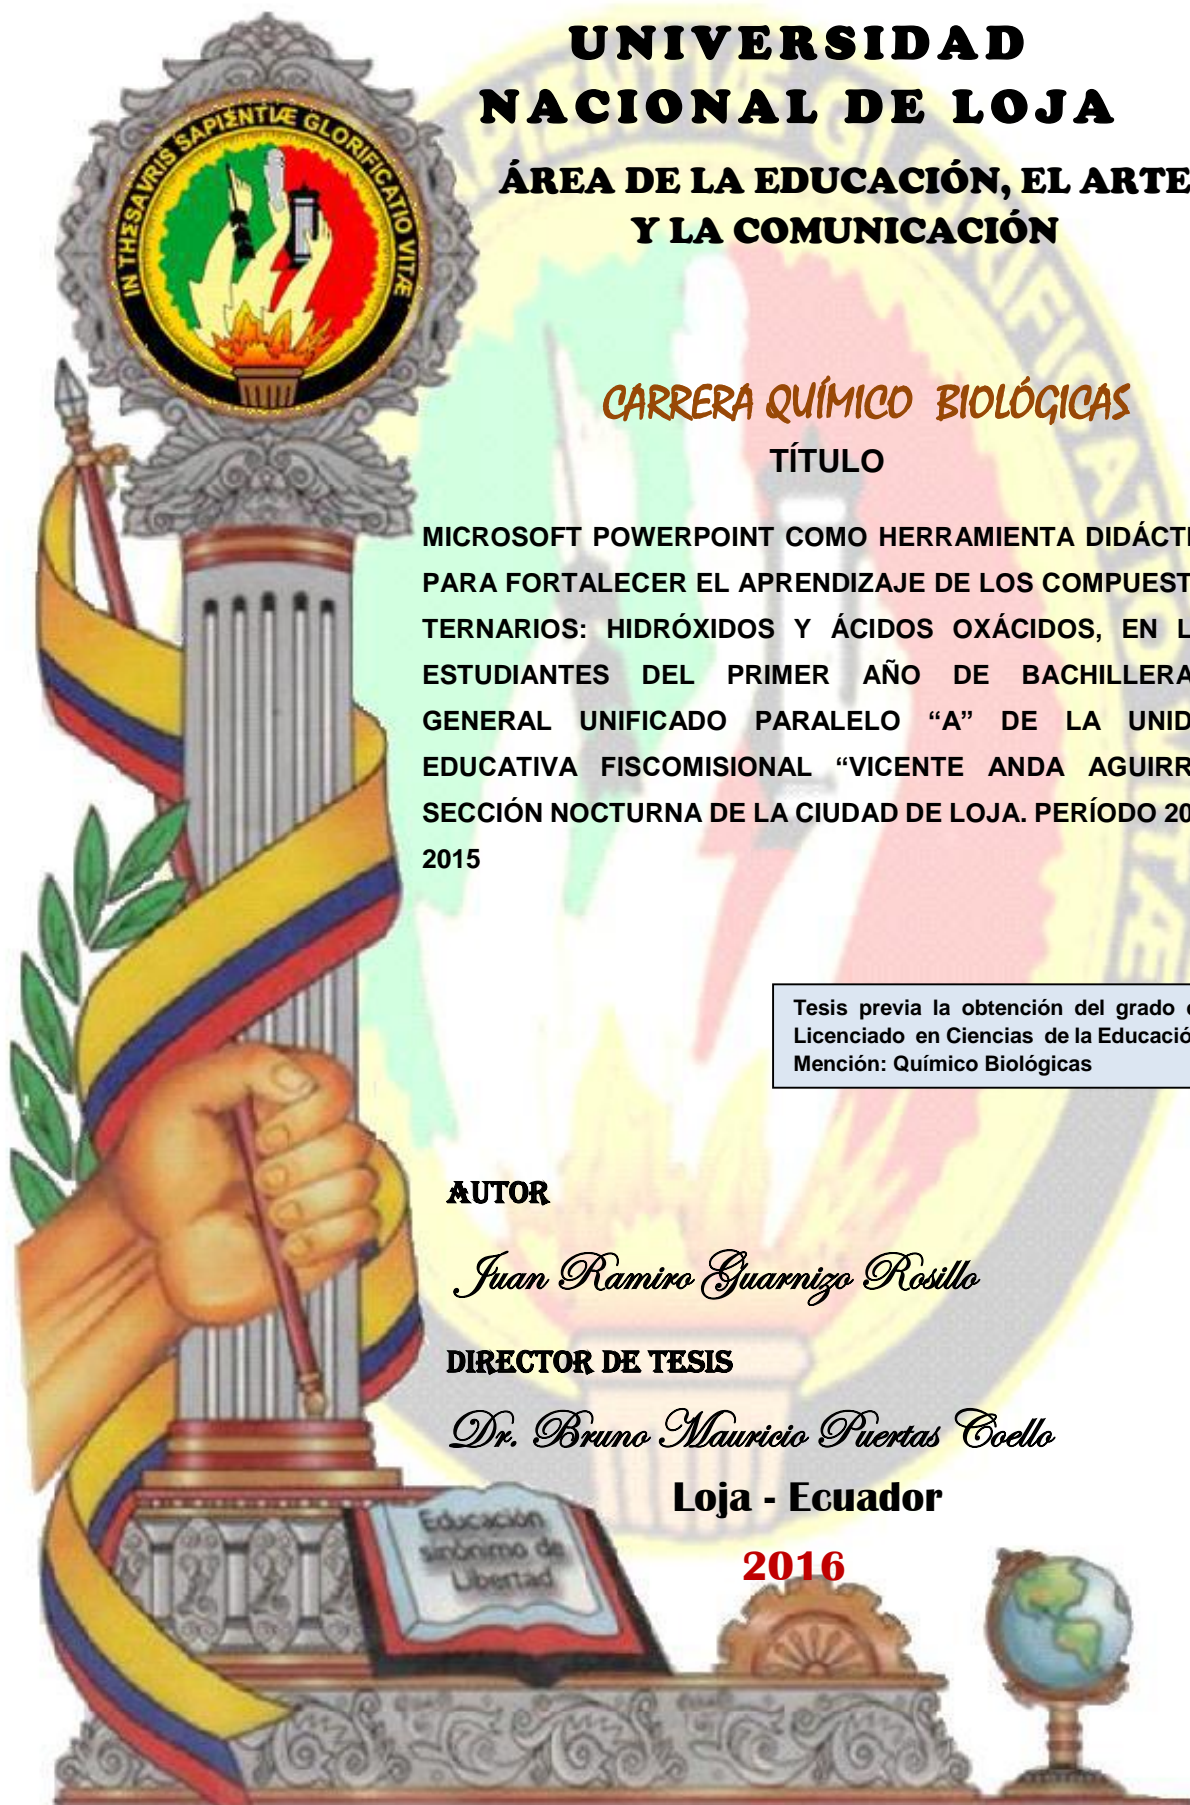 UNIVERSIDAD
NACIONAL DE LOJA
ÁREA DE LA EDUCACIÓN, EL ARTE
Y LA COMUNICACIÓN
IN THESAVRIS SAPIENTIÆ GLORIFICATIO VITÆ
CARRERA QUÍMICO BIOLÓGICAS
TÍTULO
MICROSOFT POWERPOINT COMO HERRAMIENTA DIDÁCTI
PARA FORTALECER EL APRENDIZAJE DE LOS COMPUEST
TERNARIOS: HIDRÓXIDOS Y ÁCIDOS OXÁCIDOS, EN L
ESTUDIANTES DEL PRIMER AÑO DE BACHILLERA
GENERAL UNIFICADO PARALELO “A” DE LA UNID
EDUCATIVA FISCOMISIONAL “VICENTE ANDA AGUIRR
SECCIÓN NOCTURNA DE LA CIUDAD DE LOJA. PERÍODO 20
2015
Tesis previa la obtención del grado
Licenciado en Ciencias de la Educació
Mención: Químico Biológicas
AUTOR
Juan Ramiro Guarnizo Rosillo
DIRECTOR DE TESIS
Dr. Bruno Mauricio Puertas Coello
Loja - Ecuador
2016
Educación
sinónimo de
Libertad